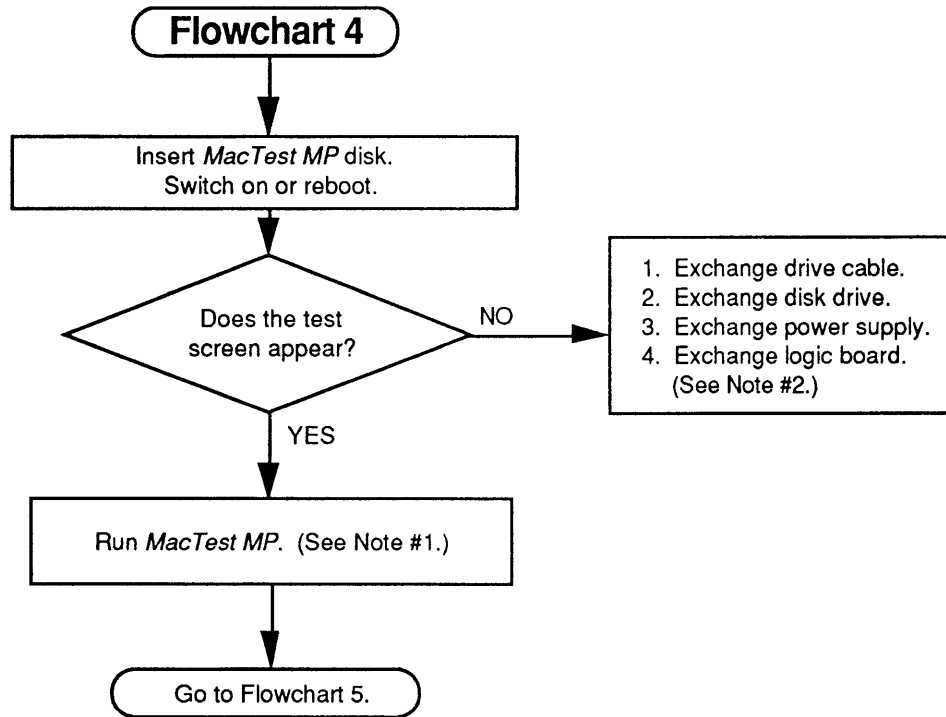 Flowchart 4
Insert MacTest MP disk.
Switch on or reboot.
Does the test
screen appear?
NO
1. Exchange drive cable.
2. Exchange disk drive.
3. Exchange power supply.
4. Exchange logic board.
(See Note #2.)
YES
Run MacTest MP. (See Note #1.)
Go to Flowchart 5.